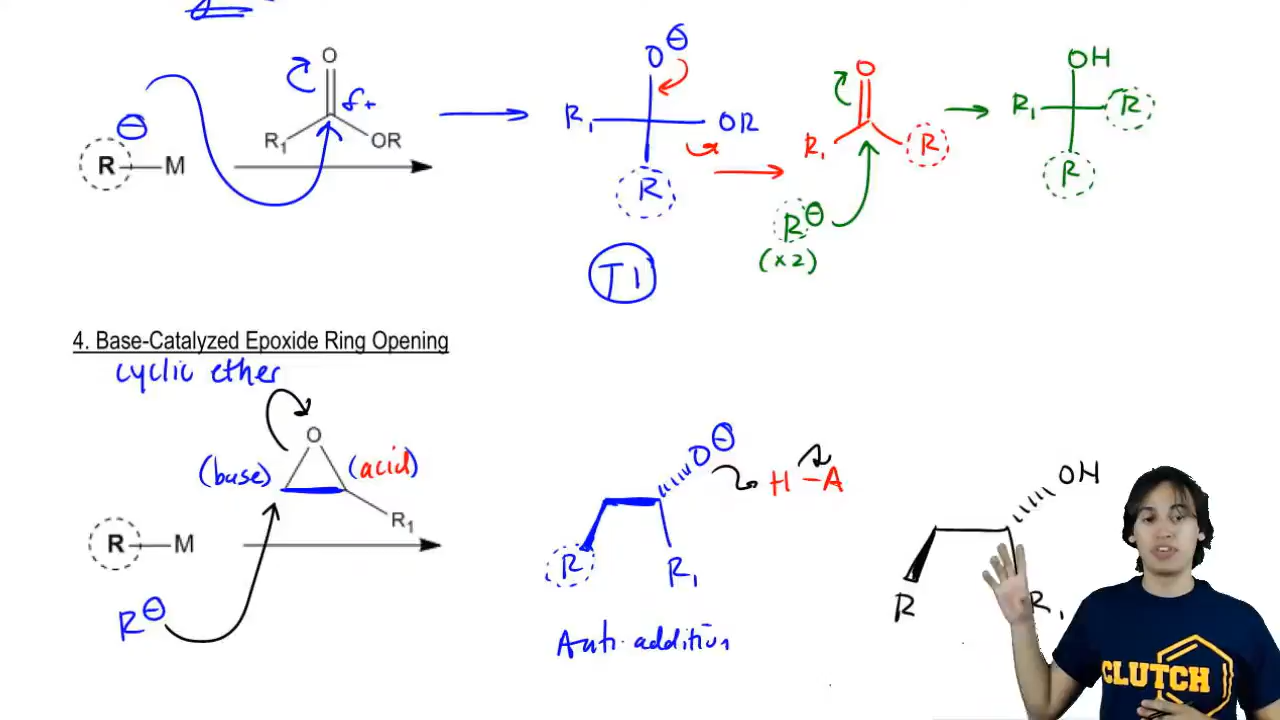 O⊖
R₁ OR
R
TI
O
δ+
R₁ OR
⊖
R—M
O
R₁ R
R⊖
(x2)
OH
R₁ R
R
4. Base-Catalyzed Epoxide Ring Opening
cyclic ether
O
(base) (acid)
R₁
R—M
R⊖
O⊖ H–A
R R₁
Anti-addition
OH
R R₁
CLUTCH